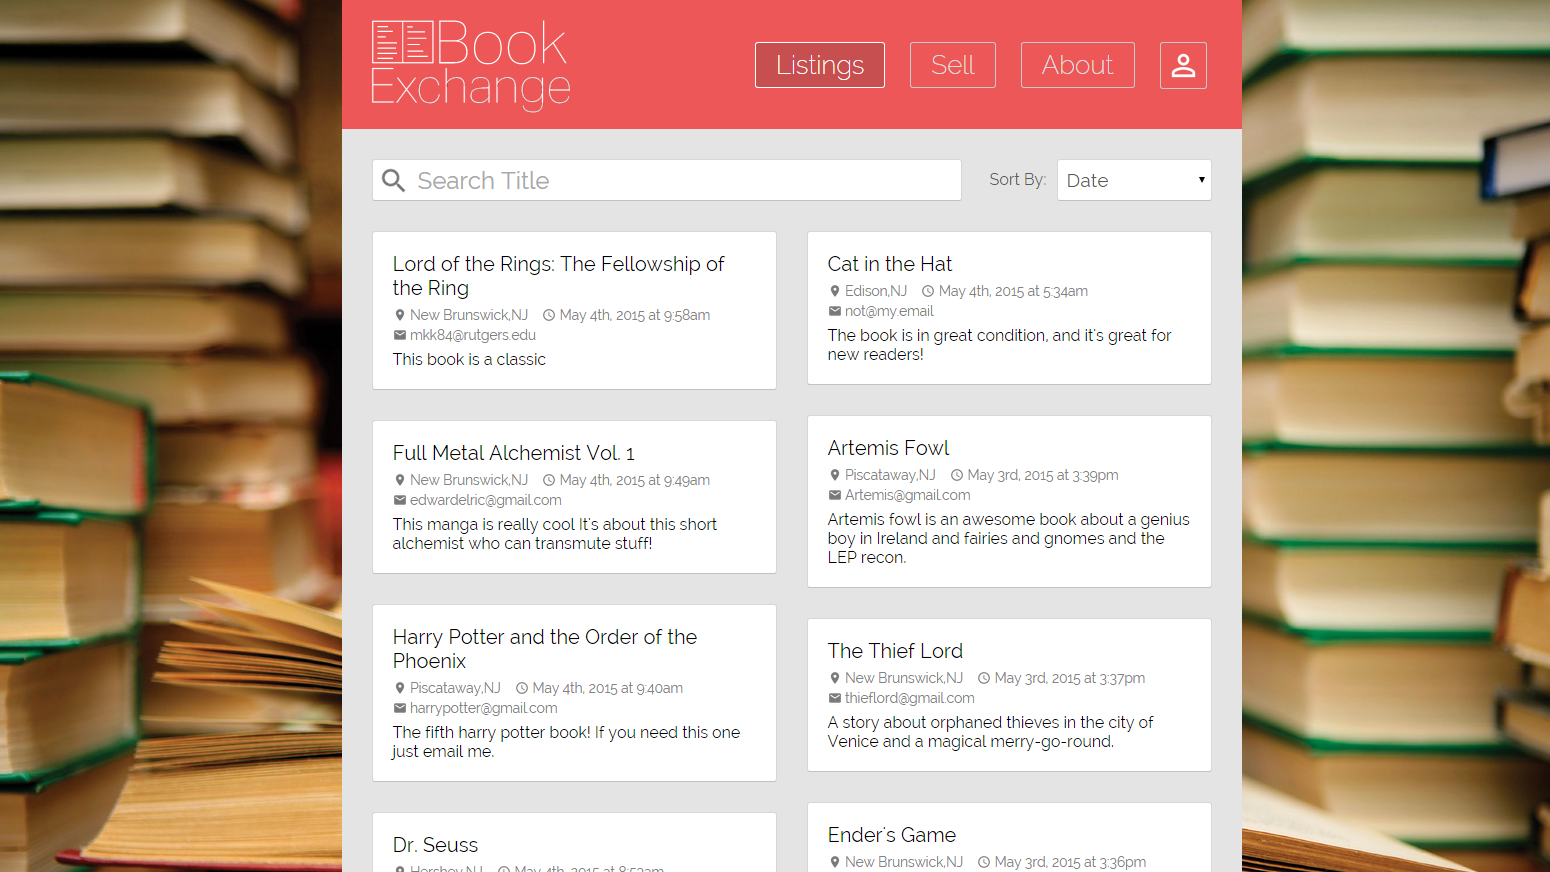 Book
Exchange
Listings
Sell
About
Search Title
Sort By:
Date
Lord of the Rings: The Fellowship of
the Ring
New Brunswick,NJ May 4th, 2015 at 9:58am
mkk84@rutgers.edu
This book is a classic
Full Metal Alchemist Vol. 1
New Brunswick,NJ May 4th, 2015 at 9:49am
edwardelric@gmail.com
This manga is really cool It's about this short
alchemist who can transmute stuff!
Harry Potter and the Order of the
Phoenix
Piscataway,NJ May 4th, 2015 at 9:40am
harrypotter@gmail.com
The fifth harry potter book! If you need this one
just email me.
Dr. Seuss
Hershey,NJ May 4th, 2015 at 8:53am
Cat in the Hat
Edison,NJ May 4th, 2015 at 5:34am
not@my.email
The book is in great condition, and it's great for
new readers!
Artemis Fowl
Piscataway,NJ May 3rd, 2015 at 3:39pm
Artemis@gmail.com
Artemis fowl is an awesome book about a genius
boy in Ireland and fairies and gnomes and the
LEP recon.
The Thief Lord
New Brunswick,NJ May 3rd, 2015 at 3:37pm
thieflord@gmail.com
A story about orphaned thieves in the city of
Venice and a magical merry-go-round.
Ender's Game
New Brunswick,NJ May 3rd, 2015 at 3:36pm